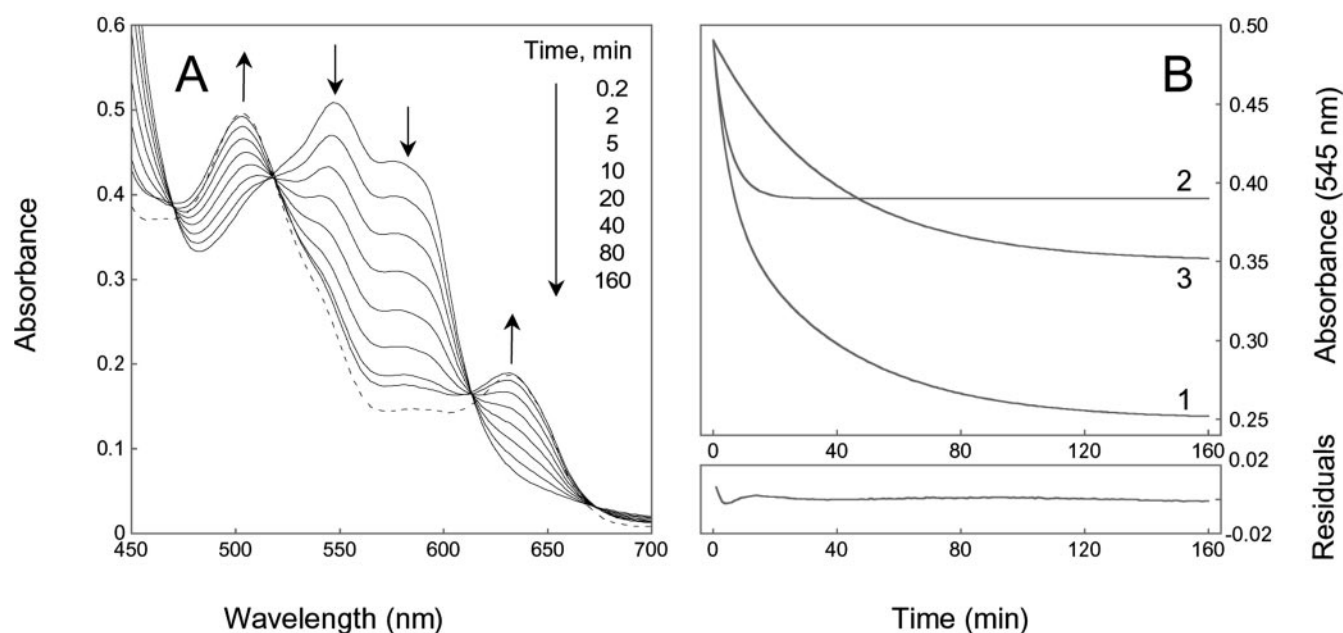 A
Time, min
0.2
2
5
10
20
40
80
160
0.6
0.5
0.4
0.3
0.2
0.1
0
450 500 550 600 650 700
Absorbance
Wavelength (nm)
B
2
3
1
0.50
0.45
0.40
0.35
0.30
0.25
0 40 80 120 160
Absorbance (545 nm)
0.02
-0.02
0 40 80 120 160
Residuals
Time (min)